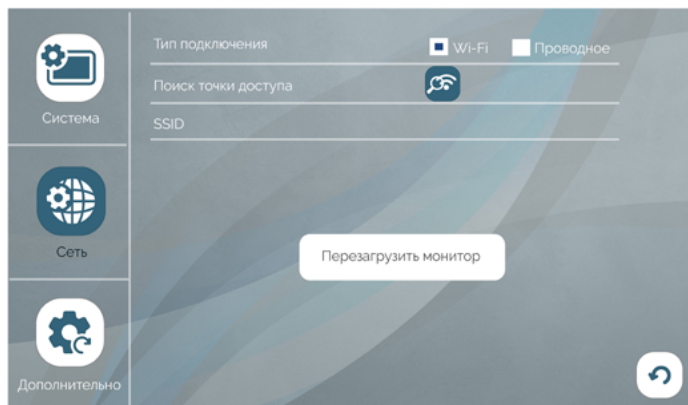 Тип подключения Wi-Fi Проводное
Поиск точки доступа
Система
SSID
Сеть
Перезагрузить монитор
Дополнительно